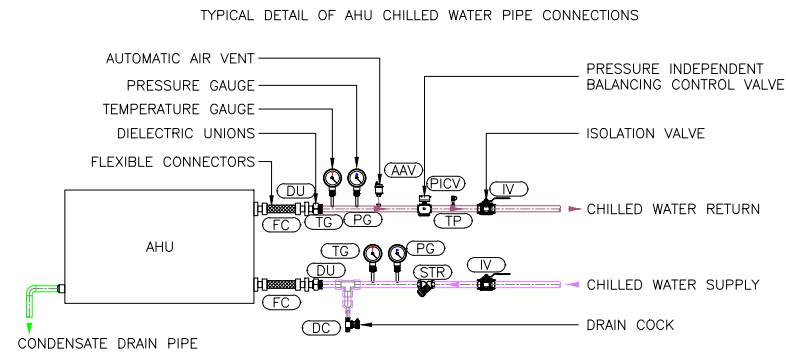 TYPICAL DETAIL OF AHU CHILLED WATER PIPE CONNECTIONS
AUTOMATIC AIR VENT
PRESSURE GAUGE
TEMPERATURE GAUGE
DIELECTRIC UNIONS
FLEXIBLE CONNECTORS
PRESSURE INDEPENDENT
BALANCING CONTROL VALVE
ISOLATION VALVE
AAV
DU
PICV
IV
CHILLED WATER RETURN
FC
TG
PG
TP
AHU
TG
PG
DU
STR
IV
CHILLED WATER SUPPLY
FC
DC
DRAIN COCK
CONDENSATE DRAIN PIPE